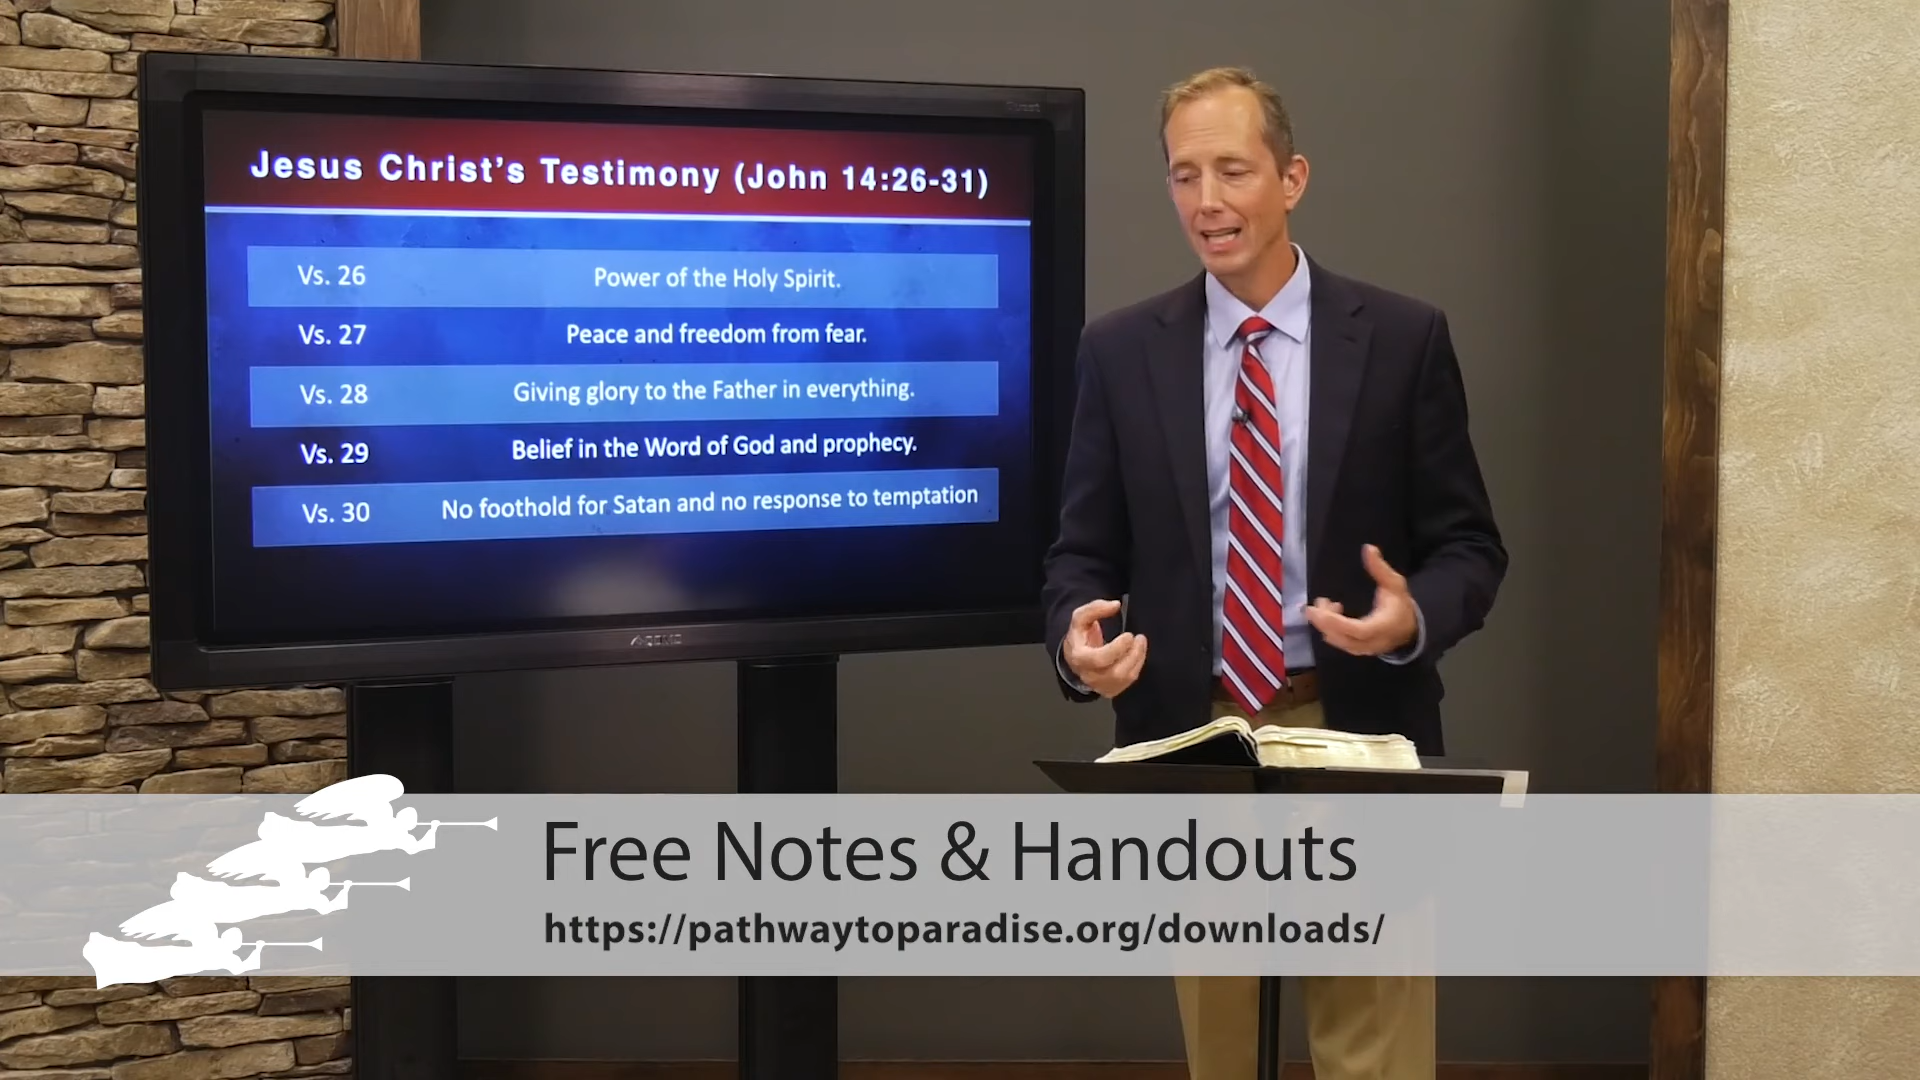 Jesus Christ's Testimony (John 14:26-31)
Vs. 26 Power of the Holy Spirit.
Vs. 27 Peace and freedom from fear.
Vs. 28 Giving glory to the Father in everything.
Vs. 29 Belief in the Word of God and prophecy.
Vs. 30 No foothold for Satan and no response to temptation
Free Notes & Handouts
https://pathwaytoparadise.org/downloads/